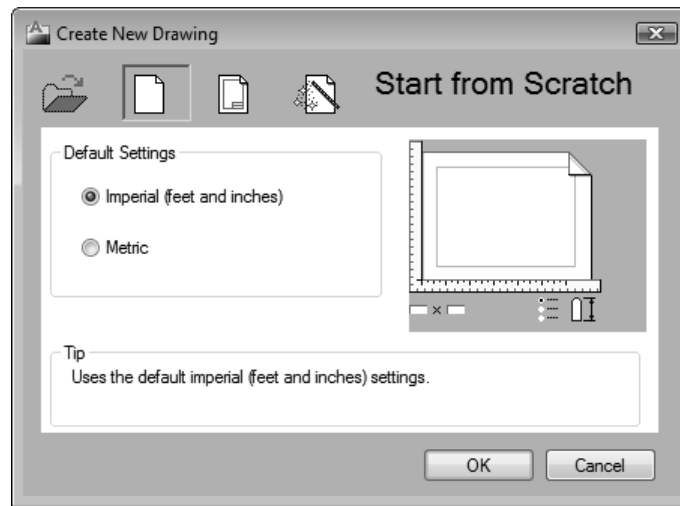 Create New Drawing
Start from Scratch
Default Settings
Imperial (feet and inches)
Metric
Tip
Uses the default imperial (feet and inches) settings.
OK
Cancel